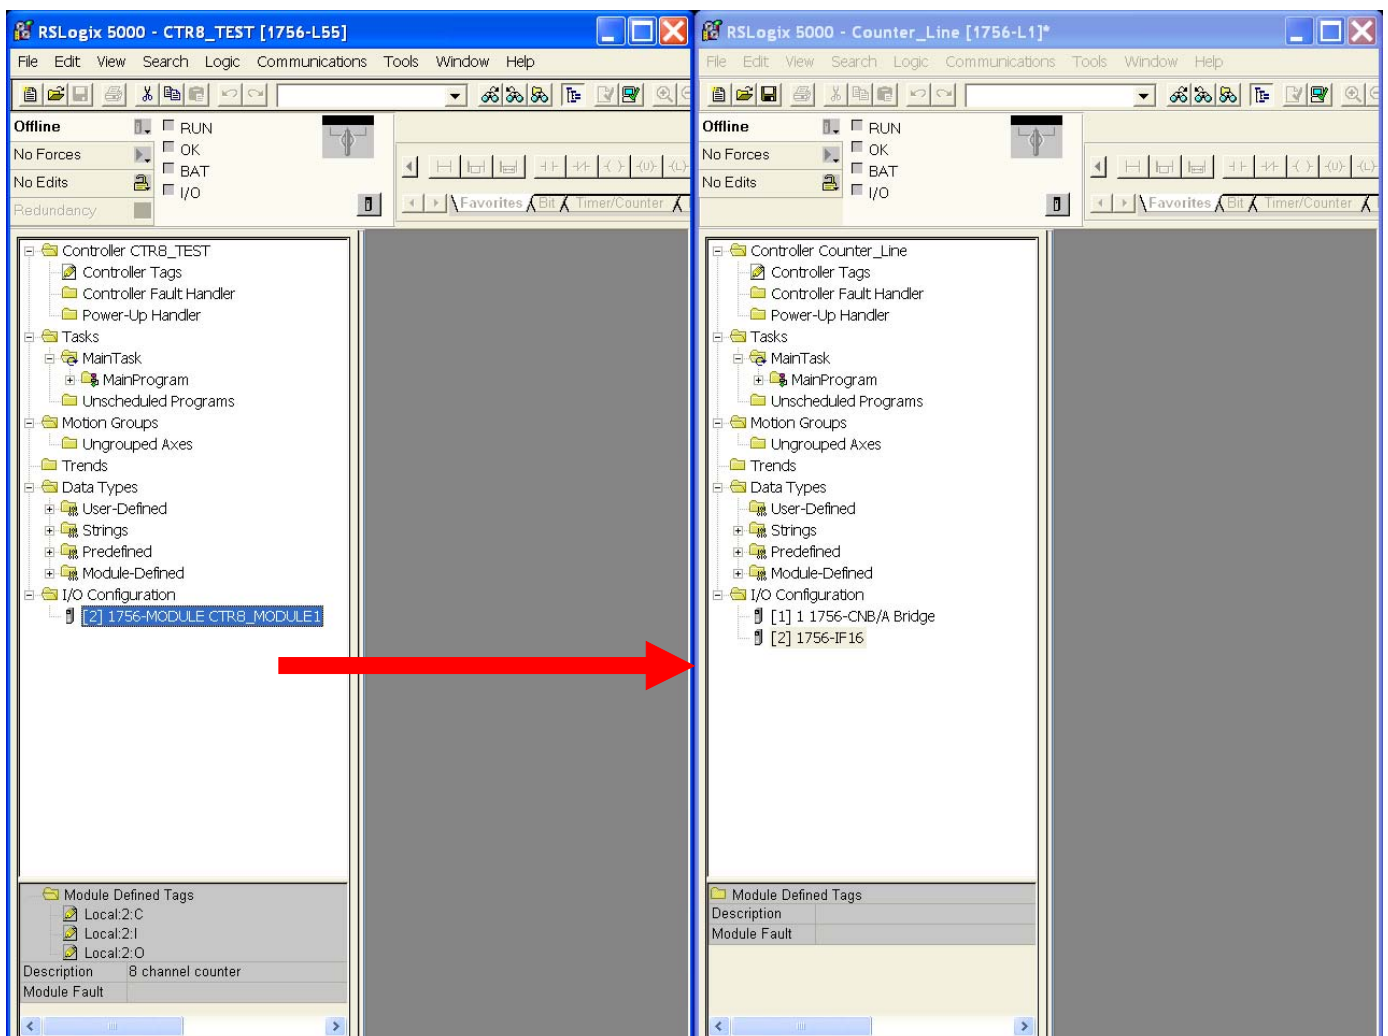 RSLogix 5000 - CTR8_TEST [1756-L55]
File Edit View Search Logic Communications Tools Window Help
Offline
RUN
No Forces
OK
BAT
No Edits
I/O
Redundancy
Favorites Bit Timer/Counter
Controller CTR8_TEST
Controller Tags
Controller Fault Handler
Power-Up Handler
Tasks
MainTask
MainProgram
Unscheduled Programs
Motion Groups
Ungrouped Axes
Trends
Data Types
User-Defined
Strings
Predefined
Module-Defined
I/O Configuration
[2] 1756-MODULE CTR8_MODULE1
Module Defined Tags
Local:2:C
Local:2:I
Local:2:O
Description 8 channel counter
Module Fault
RSLogix 5000 - Counter_Line [1756-L1]*
File Edit View Search Logic Communications Tools Window Help
Offline
RUN
No Forces
OK
BAT
No Edits
I/O
Favorites Bit Timer/Counter
Controller Counter_Line
Controller Tags
Controller Fault Handler
Power-Up Handler
Tasks
MainTask
MainProgram
Unscheduled Programs
Motion Groups
Ungrouped Axes
Trends
Data Types
User-Defined
Strings
Predefined
Module-Defined
I/O Configuration
[1] 1 1756-CNB/A Bridge
[2] 1756-IF16
Module Defined Tags
Description
Module Fault